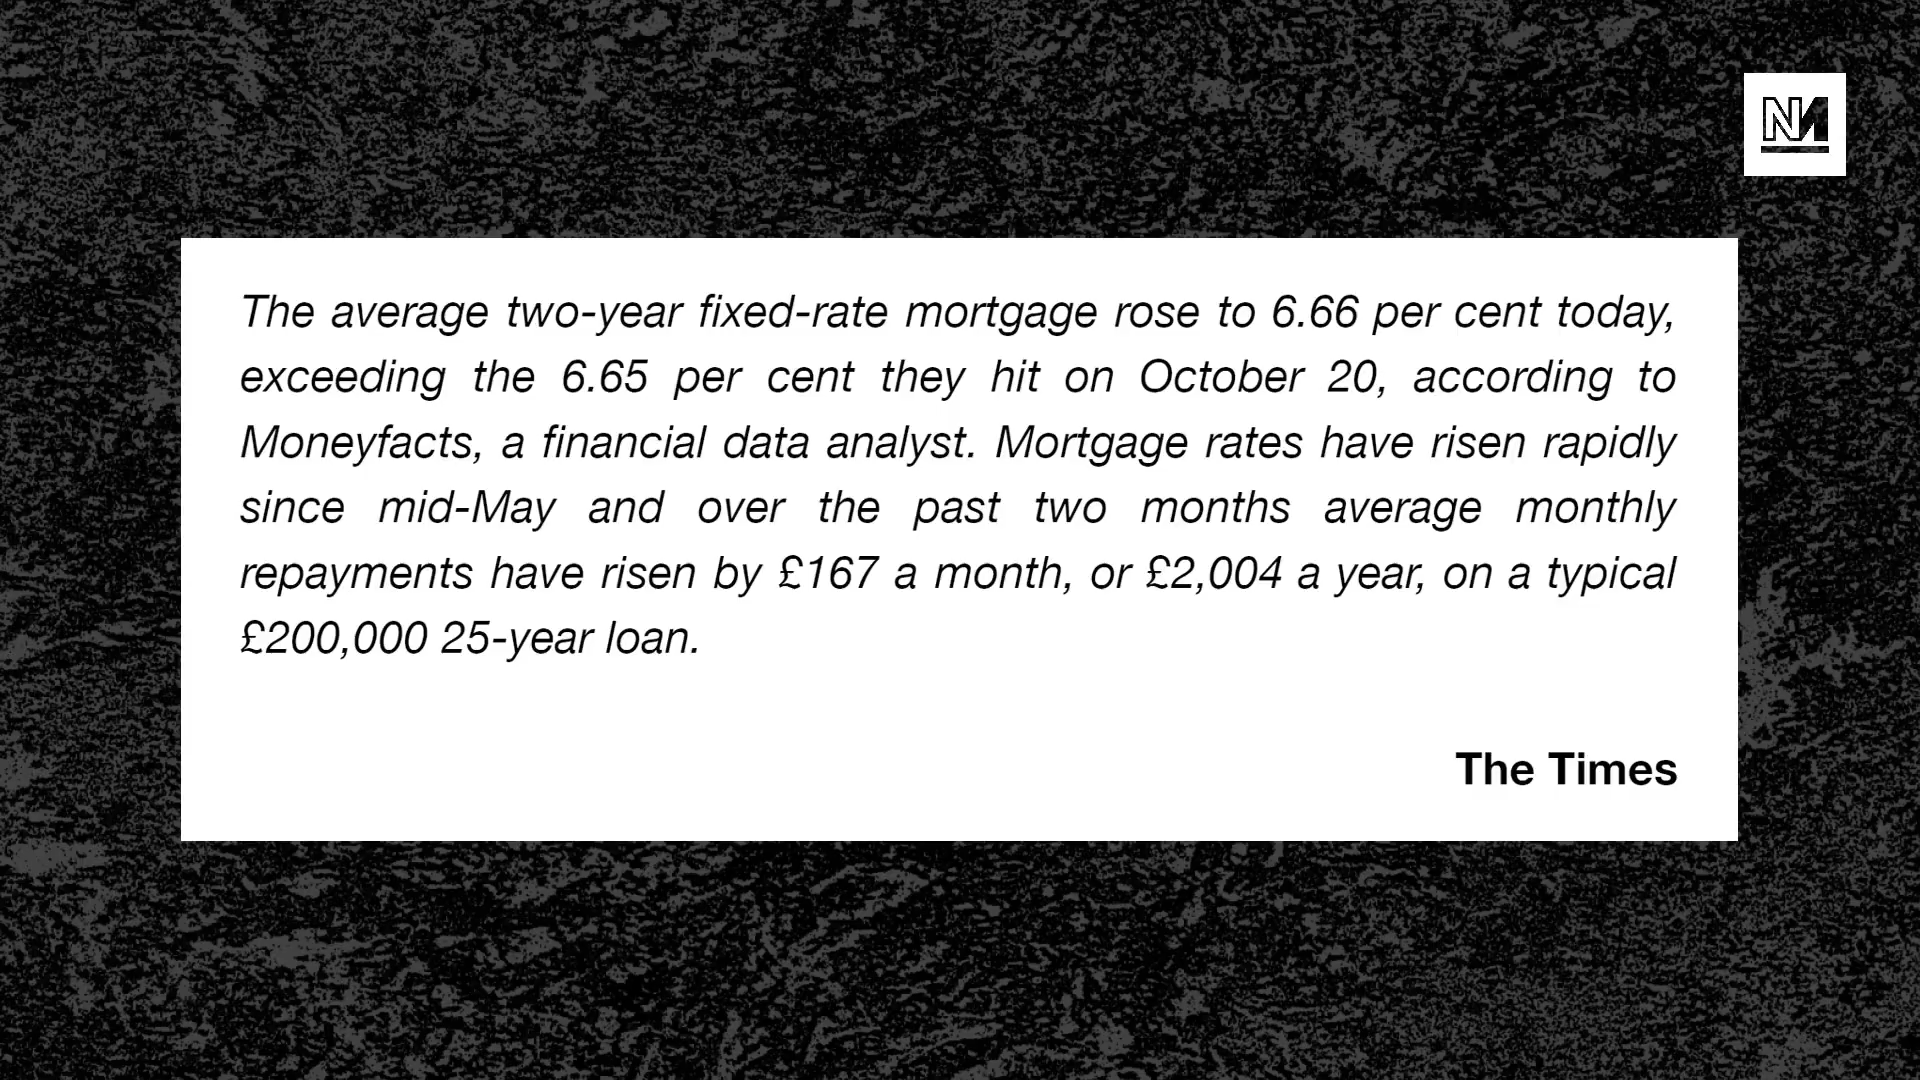 NM
The average two-year fixed-rate mortgage rose to 6.66 per cent today,
exceeding the 6.65 per cent they hit on October 20, according to
Moneyfacts, a financial data analyst. Mortgage rates have risen rapidly
since mid-May and over the past two months average monthly
repayments have risen by £167 a month, or £2,004 a year, on a typical
£200,000 25-year loan.
The Times